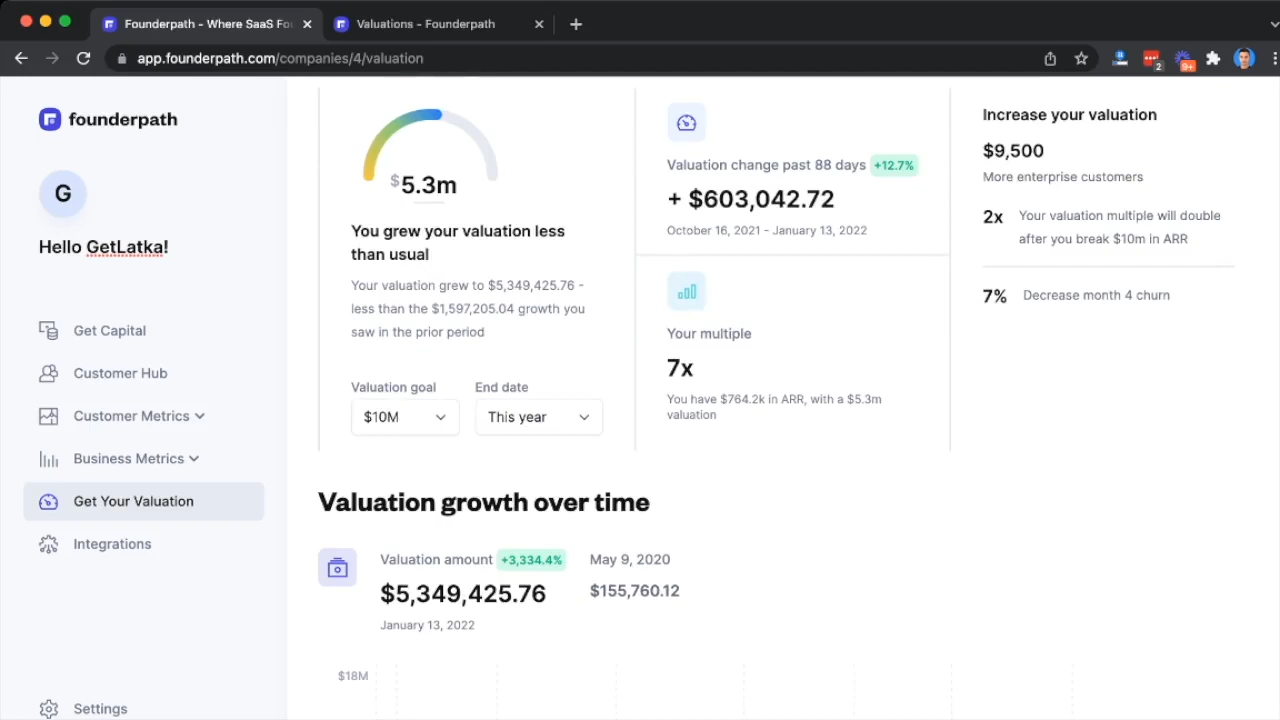 Founderpath - Where SaaS Fou
Valuations - Founderpath
app.founderpath.com/companies/4/valuation
2
9+
founderpath
G
Hello GetLatka!
Get Capital
Customer Hub
Customer Metrics
Business Metrics
Get Your Valuation
Integrations
Settings
$5.3m
You grew your valuation less
than usual
Your valuation grew to $5,349,425.76 -
less than the $1,597,205.04 growth you
saw in the prior period
Valuation goal
$10M
End date
This year
Valuation change past 88 days +12.7%
+ $603,042.72
October 16, 2021 - January 13, 2022
Your multiple
7x
You have $764.2k in ARR, with a $5.3m
valuation
Increase your valuation
$9,500
More enterprise customers
2x Your valuation multiple will double
after you break $10m in ARR
7% Decrease month 4 churn
Valuation growth over time
Valuation amount +3,334.4%
$5,349,425.76
January 13, 2022
May 9, 2020
$155,760.12
$18M